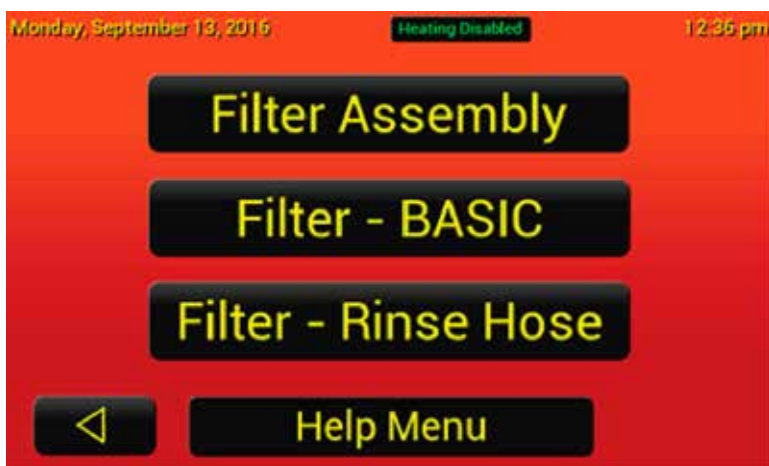 Monday, September 13, 2016 Heating Disabled 12:36 pm
Filter Assembly
Filter - BASIC
Filter - Rinse Hose
Help Menu